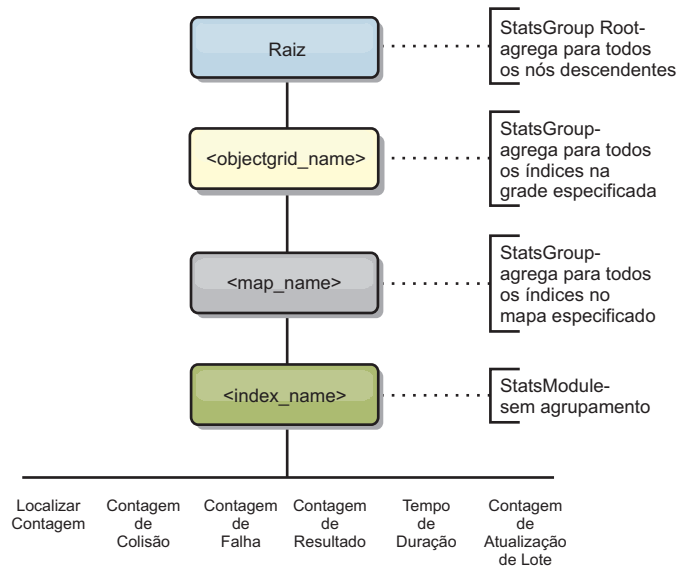 Raiz
StatsGroup Root-
agrega para todos
os nós descendentes
<objectgrid_name>
StatsGroup-
agrega para todos
os índices na
grade especificada
<map_name>
StatsGroup-
agrega para todos
os índices no
mapa especificado
<index_name>
StatsModule-
sem agrupamento
Localizar
Contagem
Contagem
de
Colisão
Contagem
de
Falha
Contagem
de
Resultado
Tempo
de
Duração
Contagem
de
Atualização
de Lote